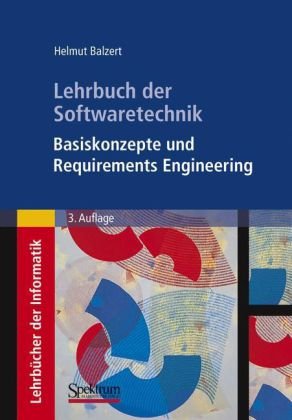 Helmut Balzert
Lehrbuch der
Softwaretechnik
Basiskonzepte und
Requirements Engineering
3. Auflage
Lehrbücher der Informatik
Spektrum
AKADEMISCHER VERLAG